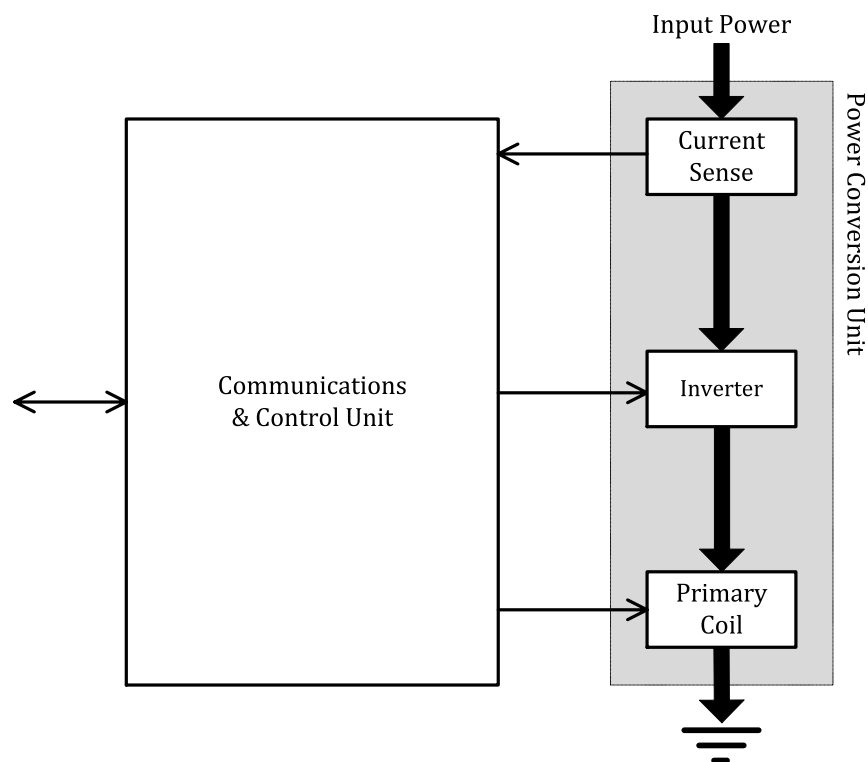 Input Power
Current
Sense
Power Conversion Unit
Communications
& Control Unit
Inverter
Primary
Coil